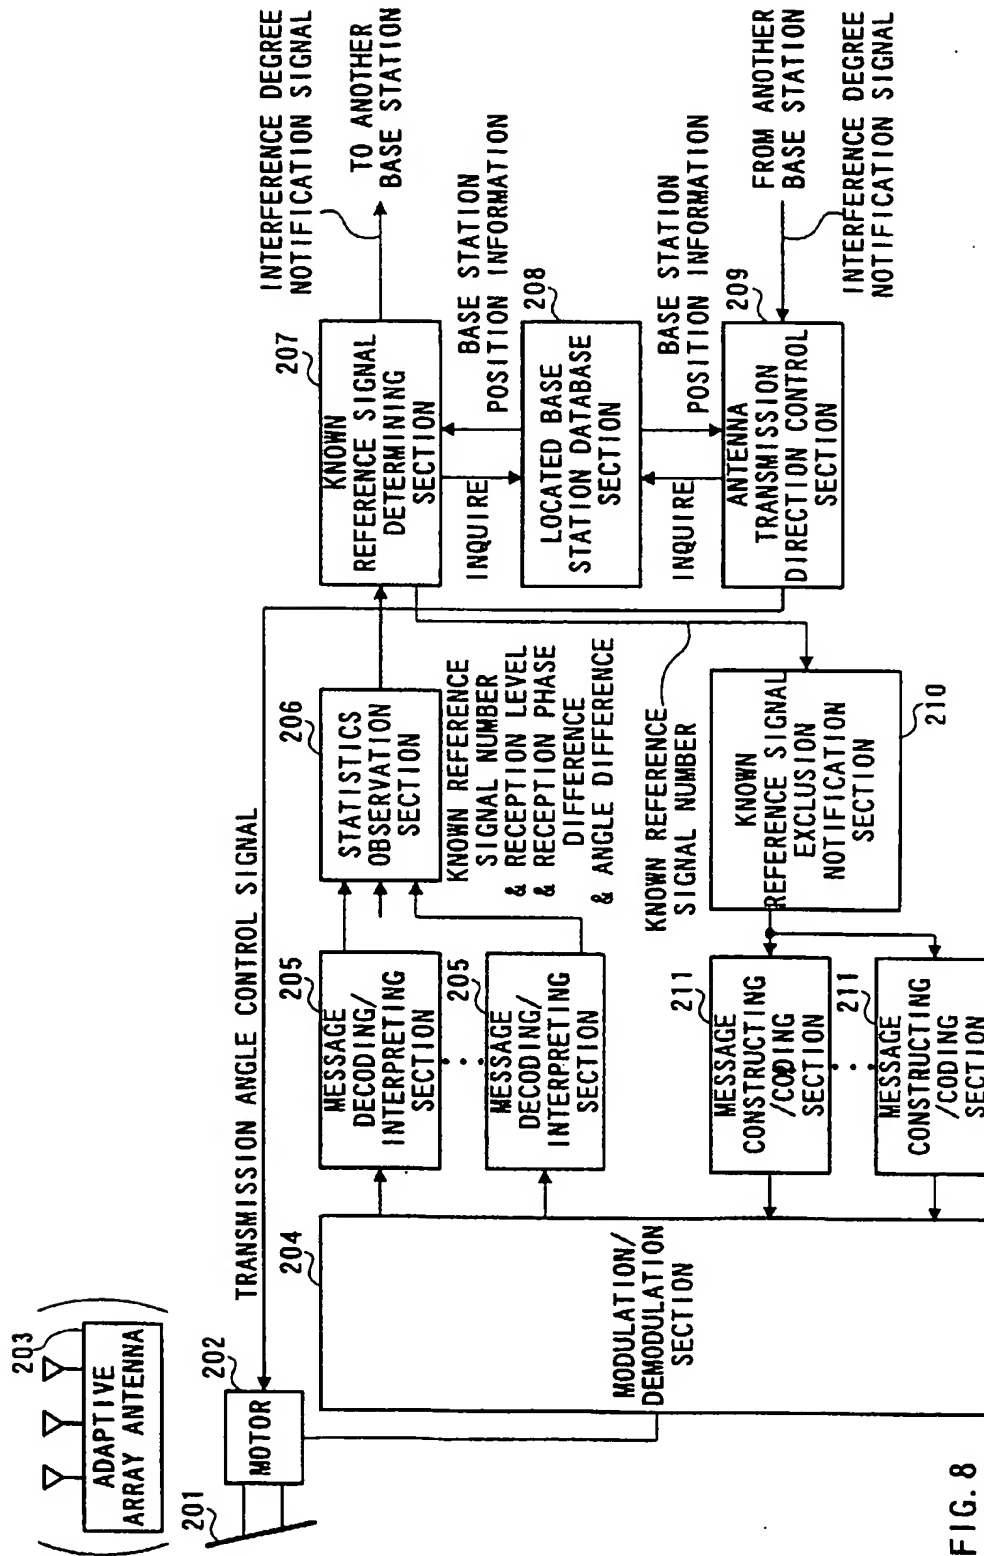 203
ADAPTIVE
ARRAY ANTENNA
201
202
MOTOR
TRANSMISSION ANGLE CONTROL SIGNAL
204
MODULATION/
DEMODULATION
SECTION
205
MESSAGE
DECODING/
INTERPRETING
SECTION
205
MESSAGE
DECODING/
INTERPRETING
SECTION
206
STATISTICS
OBSERVATION
SECTION
KNOWN REFERENCE
SIGNAL NUMBER
& RECEPTION LEVEL
& RECEPTION PHASE
DIFFERENCE
& ANGLE DIFFERENCE
207
KNOWN
REFERENCE SIGNAL
DETERMINING
SECTION
INTERFERENCE DEGREE
NOTIFICATION SIGNAL
TO ANOTHER
BASE STATION
INQUIRE
BASE STATION
POSITION INFORMATION
208
LOCATED BASE
STATION DATABASE
SECTION
INQUIRE
BASE STATION
POSITION INFORMATION
209
ANTENNA
TRANSMISSION
DIRECTION CONTROL
SECTION
FROM ANOTHER
BASE STATION
INTERFERENCE DEGREE
NOTIFICATION SIGNAL
KNOWN REFERENCE
SIGNAL NUMBER
210
KNOWN
REFERENCE SIGNAL
EXCLUSION
NOTIFICATION
SECTION
211
MESSAGE
CONSTRUCTING
/CODING
SECTION
211
MESSAGE
CONSTRUCTING
/CODING
SECTION
FIG. 8